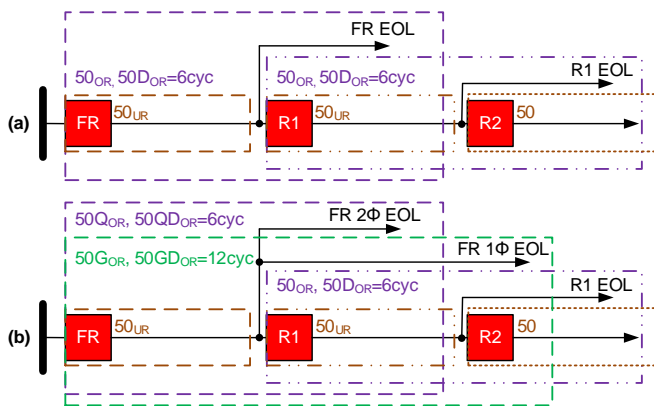 FR EOL
50OR, 50DOR=6cyc
50OR, 50DOR=6cyc
R1 EOL
(a)
FR
50UR
R1
50UR
R2
50
50QOR, 50QDOR=6cyc
FR 2Φ EOL
50GOR, 50GDOR=12cyc
FR 1Φ EOL
50OR, 50DOR=6cyc
R1 EOL
(b)
FR
50UR
R1
50UR
R2
50